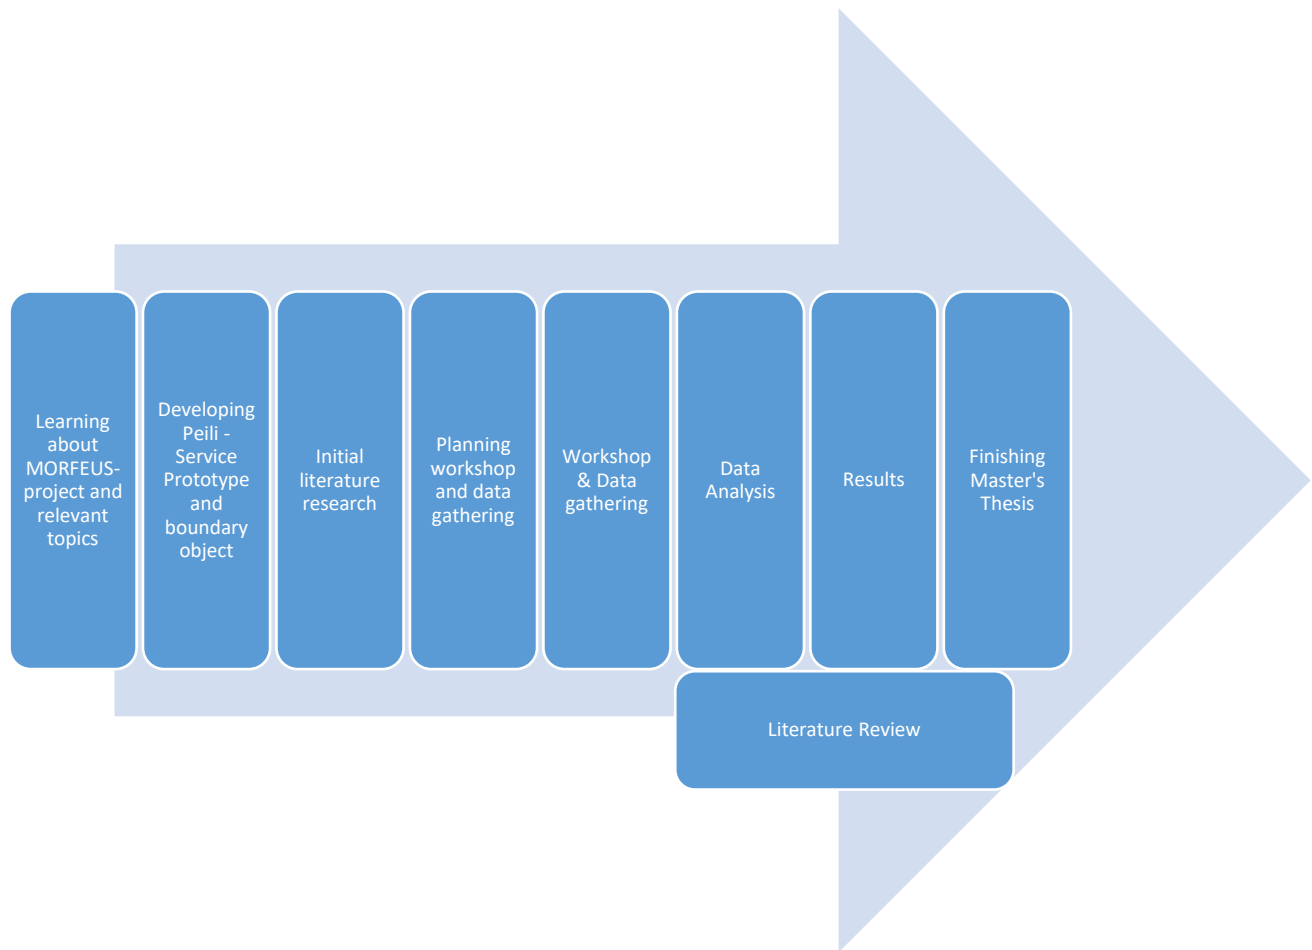 Learning
about
MORFEUS-
project and
relevant
topics
Developing
Peili -
Service
Prototype
and
boundary
object
Initial
literature
research
Planning
workshop
and data
gathering
Workshop
& Data
gathering
Data
Analysis
Results
Finishing
Master's
Thesis
Literature Review